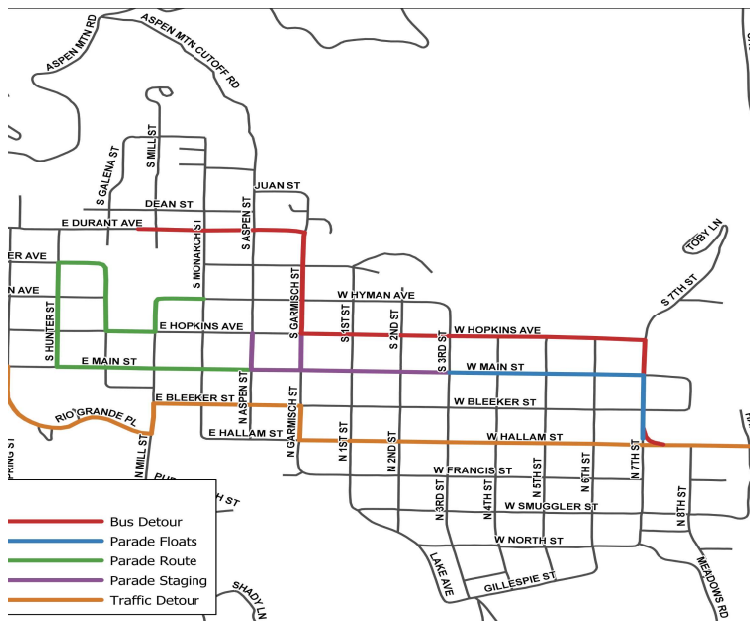 ASPEN MTN RD
ASPEN MTN CUTOFF RD
S GALENA ST
S MILL ST
JUAN ST
DEAN ST
E DURANT AVE
S ASPEN ST
S MONARCH ST
TOBY LN
S 7TH ST
ER AVE
N AVE
S HUNTER ST
S GARMISCH ST
W HYMAN AVE
E HOPKINS AVE
S 1ST ST
S 2ND ST
W HOPKINS AVE
S 3RD ST
E MAIN ST
W MAIN ST
E BLEEKER ST
N ASPEN ST
W BLEEKER ST
RIO GRANDE PL
E HALLAM ST
N GARMISCH ST
W HALLAM ST
N 1ST ST
N 2ND ST
N 7TH ST
PRING ST
N MILL ST
W FRANCIS ST
N 3RD ST
N 4TH ST
N 5TH ST
N 6TH ST
H ST
W SMUGGLER ST
N 8TH ST
W NORTH ST
LAKE AVE
GILLESPIE ST
MEADOWS RD
SHADY LN
Bus Detour
Parade Floats
Parade Route
Parade Staging
Traffic Detour